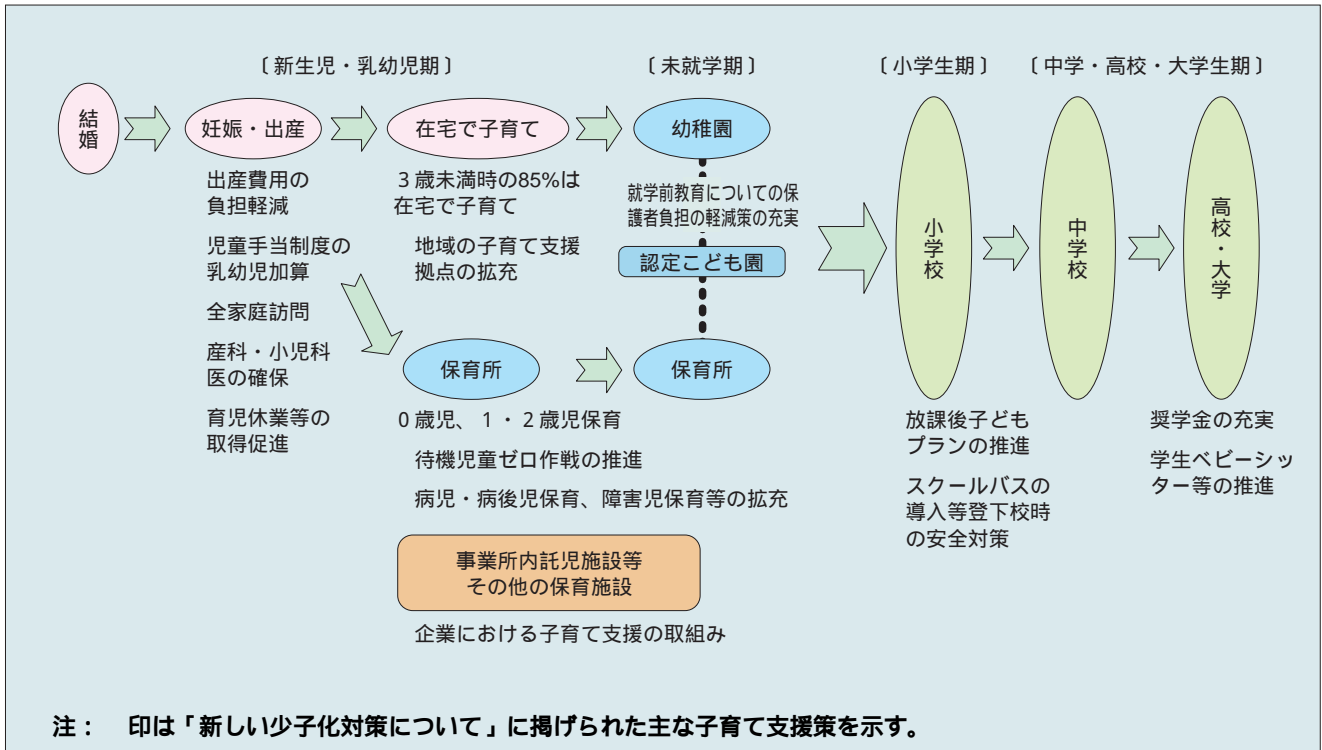 〔新生児・乳幼児期〕
〔未就学期〕
〔小学生期〕
〔中学・高校・大学生期〕
結婚
妊娠・出産
出産費用の
負担軽減
児童手当制度の
乳幼児加算
全家庭訪問
産科・小児科
医の確保
育児休業等の
取得促進
在宅で子育て
３歳未満時の85%は
在宅で子育て
地域の子育て支援
拠点の拡充
幼稚園
就学前教育についての保
護者負担の軽減策の充実
認定こども園
保育所
保育所
０歳児、１・２歳児保育
待機児童ゼロ作戦の推進
病児・病後児保育、障害児保育等の拡充
事業所内託児施設等
その他の保育施設
企業における子育て支援の取組み
小学校
放課後子ども
プランの推進
スクールバスの
導入等登下校時
の安全対策
中学校
高校・大学
奨学金の充実
学生ベビーシッ
ター等の推進
注：　印は「新しい少子化対策について」に掲げられた主な子育て支援策を示す。